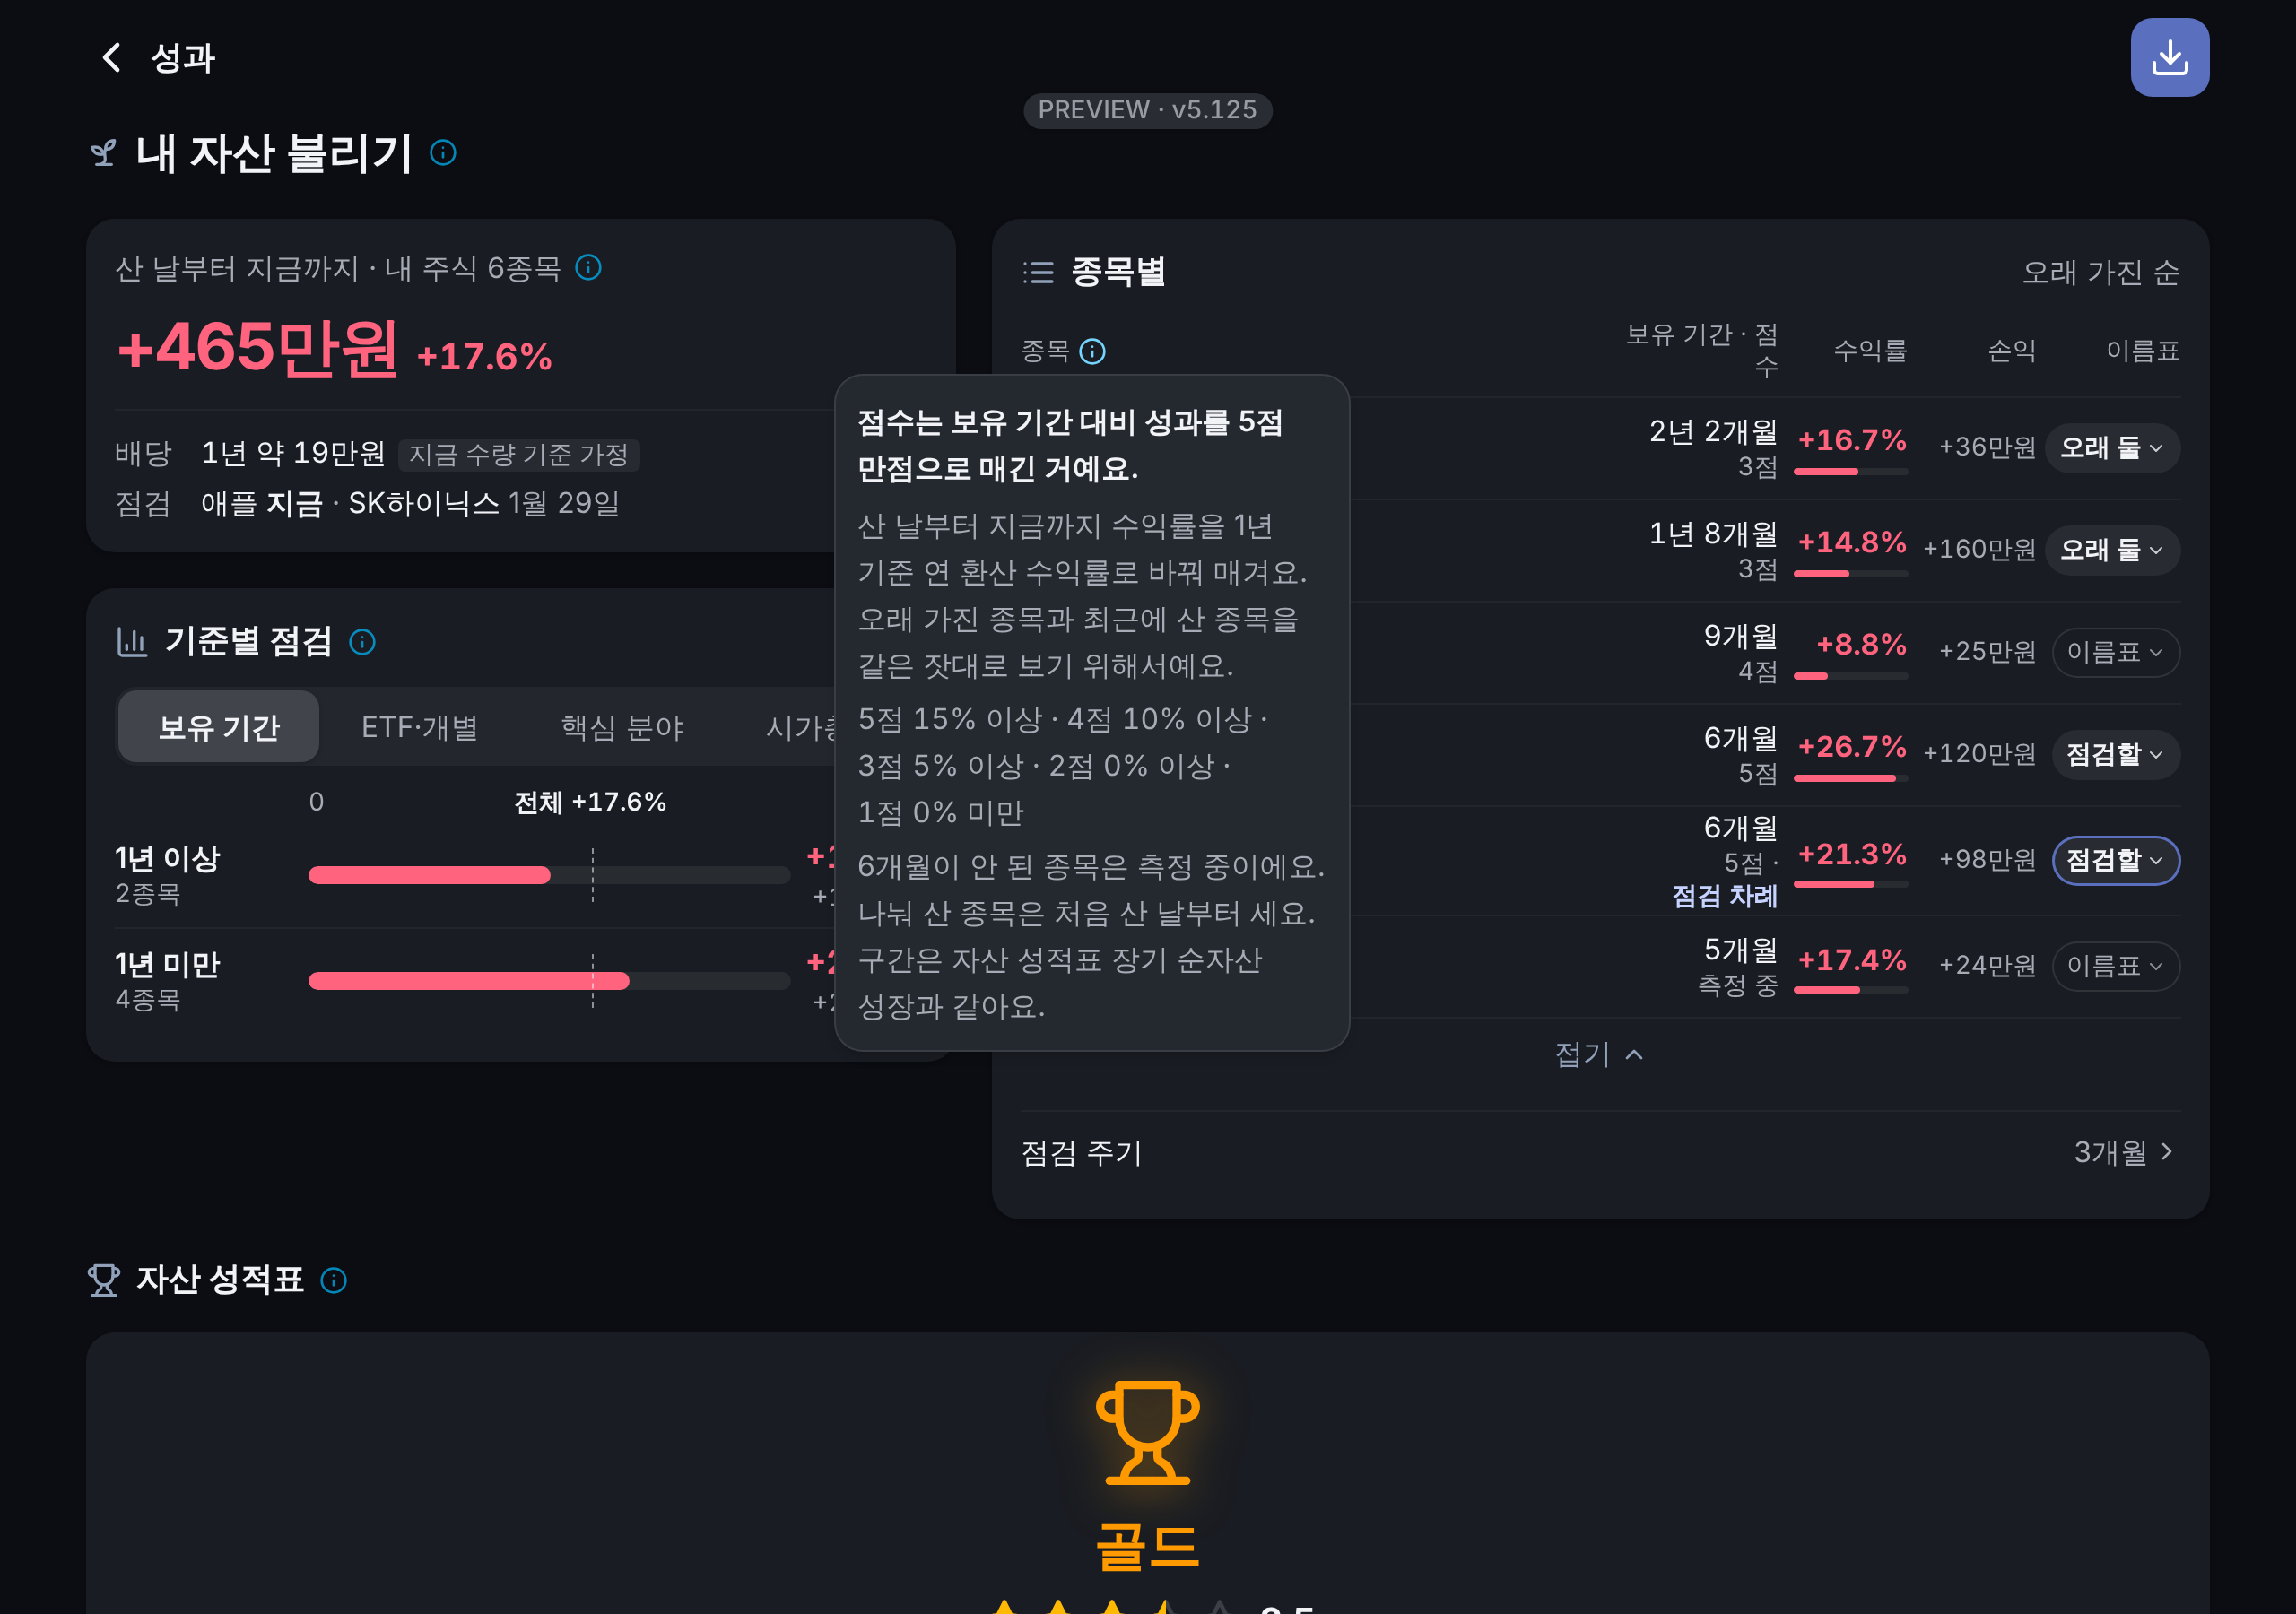 성과
PREVIEW · v5.125
내 자산 불리기
산 날부터 지금까지 · 내 주식 6종목
+465만원 +17.6%
배당 1년 약 19만원 지금 수량 기준 가정
점검 애플 지금 · SK하이닉스 1월 29일
기준별 점검
보유 기간 ETF·개별 핵심 분야
0 전체 +17.6%
1년 이상
2종목
1년 미만
4종목
종목별 오래 가진 순
종목 보유 기간 · 점
수 수익률 손익 이름표
점수는 보유 기간 대비 성과를 5점
만점으로 매긴 거예요.
산 날부터 지금까지 수익률을 1년
기준 연 환산 수익률로 바꿔 매겨요.
오래 가진 종목과 최근에 산 종목을
같은 잣대로 보기 위해서예요.
5점 15% 이상 · 4점 10% 이상 ·
3점 5% 이상 · 2점 0% 이상 ·
1점 0% 미만
6개월이 안 된 종목은 측정 중이에요.
나눠 산 종목은 처음 산 날부터 세요.
구간은 자산 성적표 장기 순자산
성장과 같아요.
2년 2개월 +16.7% +36만원 오래 둘
3점
1년 8개월 +14.8% +160만원 오래 둘
3점
9개월 +8.8% +25만원 이름표
4점
6개월 +26.7% +120만원 점검할
5점
6개월 +21.3% +98만원 점검할
5점 ·
점검 차례
5개월 +17.4% +24만원 이름표
측정 중
접기
점검 주기 3개월
자산 성적표
골드